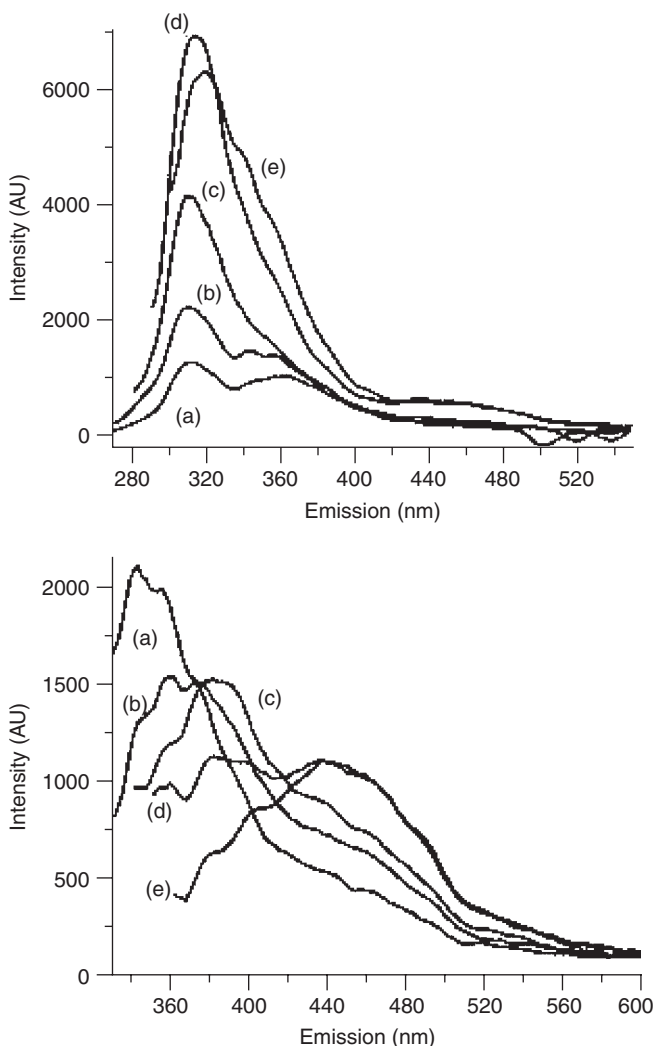 (d)
6000
(e)
4000
(c)
2000
(b)
(a)
0
280 320 360 400 440 480 520
Emission (nm)
Intensity (AU)
2000
(a)
1500
(b)
(c)
1000
(d)
500
(e)
0
360 400 440 480 520 560 600
Emission (nm)
Intensity (AU)